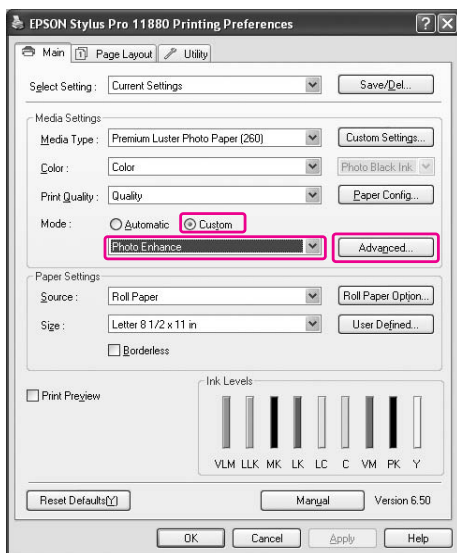 EPSON Stylus Pro 11880 Printing Preferences
Main Page Layout Utility
Select Setting : Current Settings Save/Del...
Media Settings
Media Type : Premium Luster Photo Paper (260) Custom Settings...
Color : Color Photo Black Ink
Print Quality : Quality Paper Config...
Mode : Automatic Custom
Photo Enhance Advanced...
Paper Settings
Source : Roll Paper Roll Paper Option...
Size : Letter 8 1/2 x 11 in User Defined...
Borderless
Print Preview
Ink Levels
VLM LLK MK LK LC C VM PK Y
Reset Defaults(Y) Manual Version 6.50
OK Cancel Apply Help